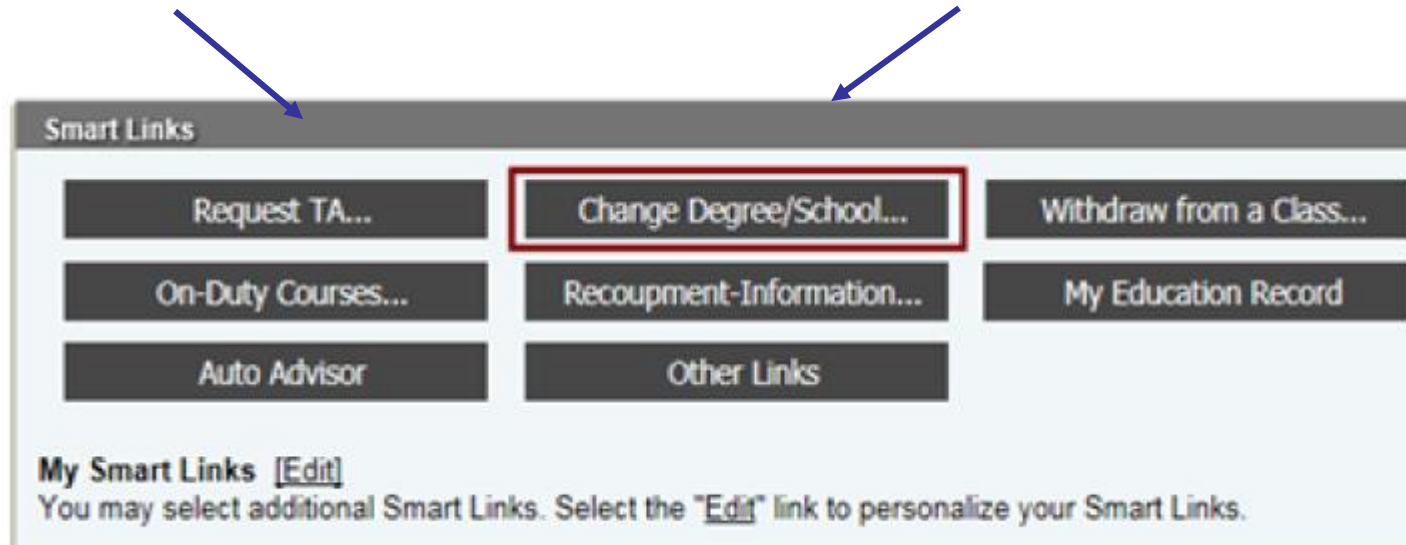 Smart Links
Request TA... Change Degree/School... Withdraw from a Class...
On-Duty Courses... Recoupment-Information... My Education Record
Auto Advisor Other Links
My Smart Links [Edit]
You may select additional Smart Links. Select the "Edit" link to personalize your Smart Links.